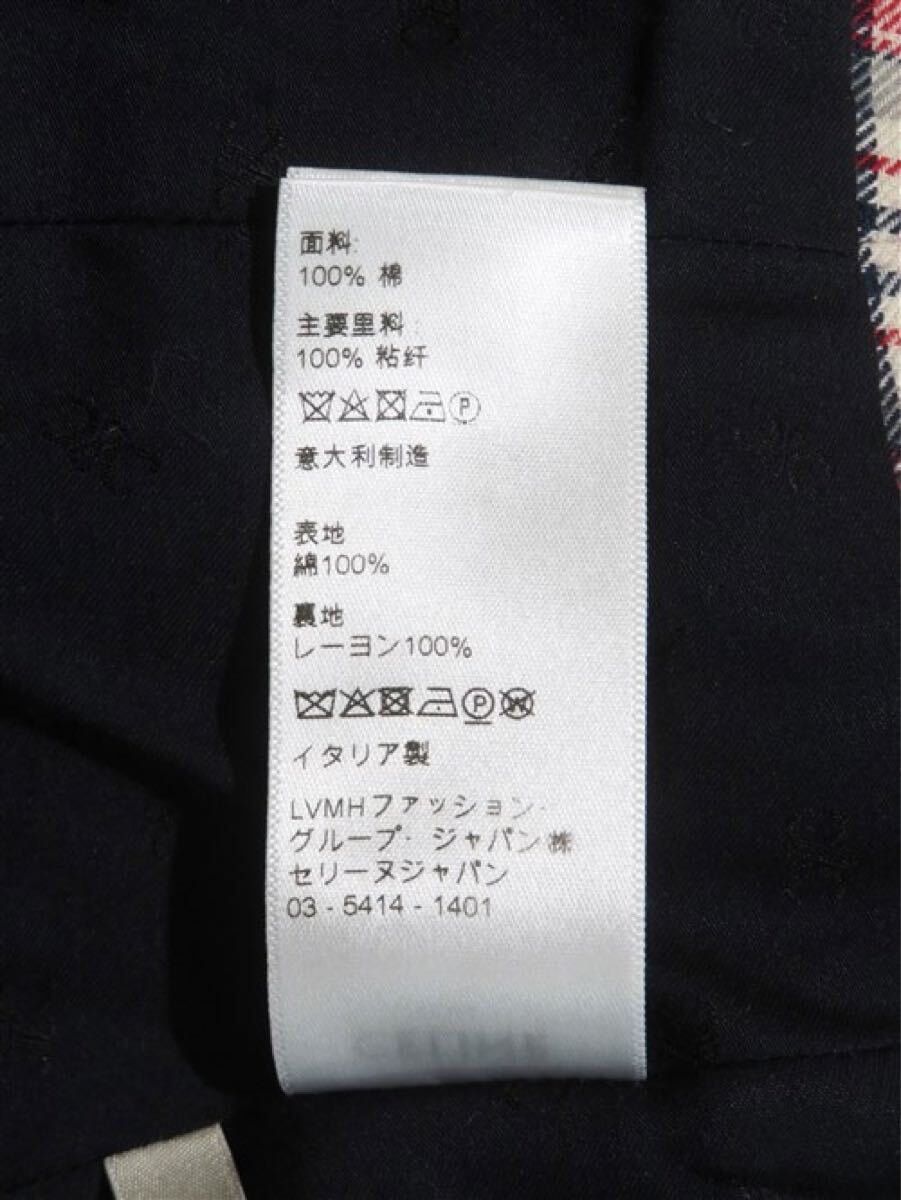 面料:
100% 棉
主要里料:
100% 粘纤
P
意大利制造
表地
綿100%
裏地
レーヨン100%
P W
イタリア製
LVMHファッション・
グループ・ジャパン㈱
セリーヌジャパン
03 - 5414 - 1401